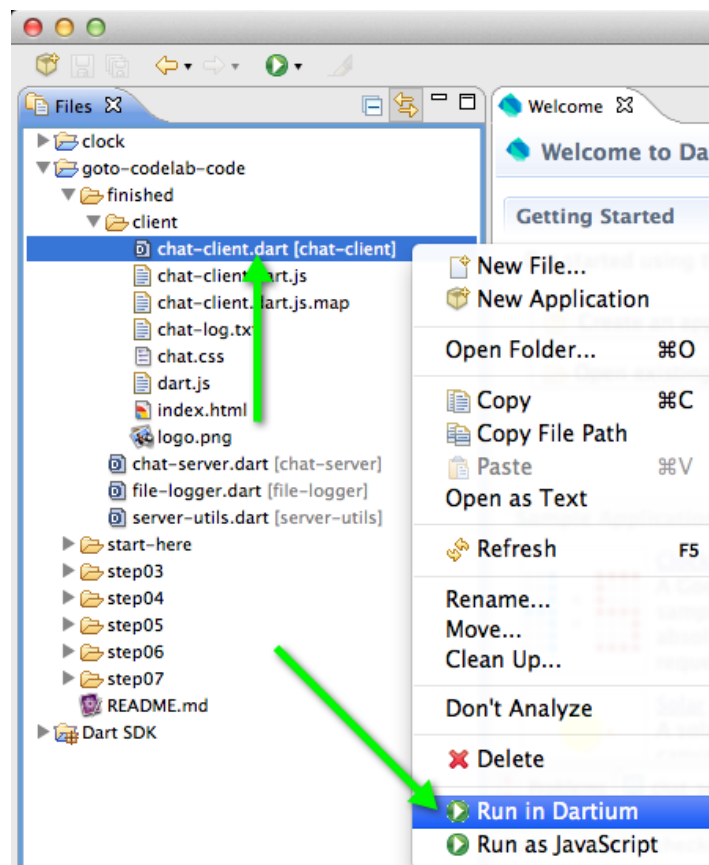 Files
Welcome
clock
goto-codelab-code
finished
client
chat-client.dart [chat-client]
chat-client.dart.js
chat-client.dart.js.map
chat-log.txt
chat.css
dart.js
index.html
logo.png
chat-server.dart [chat-server]
file-logger.dart [file-logger]
server-utils.dart [server-utils]
start-here
step03
step04
step05
step06
step07
README.md
Dart SDK
Welcome to Da
Getting Started
New File...
New Application
Open Folder... ⌘O
Copy ⌘C
Copy File Path
Paste ⌘V
Open as Text
Refresh F5
Rename...
Move...
Clean Up...
Don't Analyze
Delete
Run in Dartium
Run as JavaScript